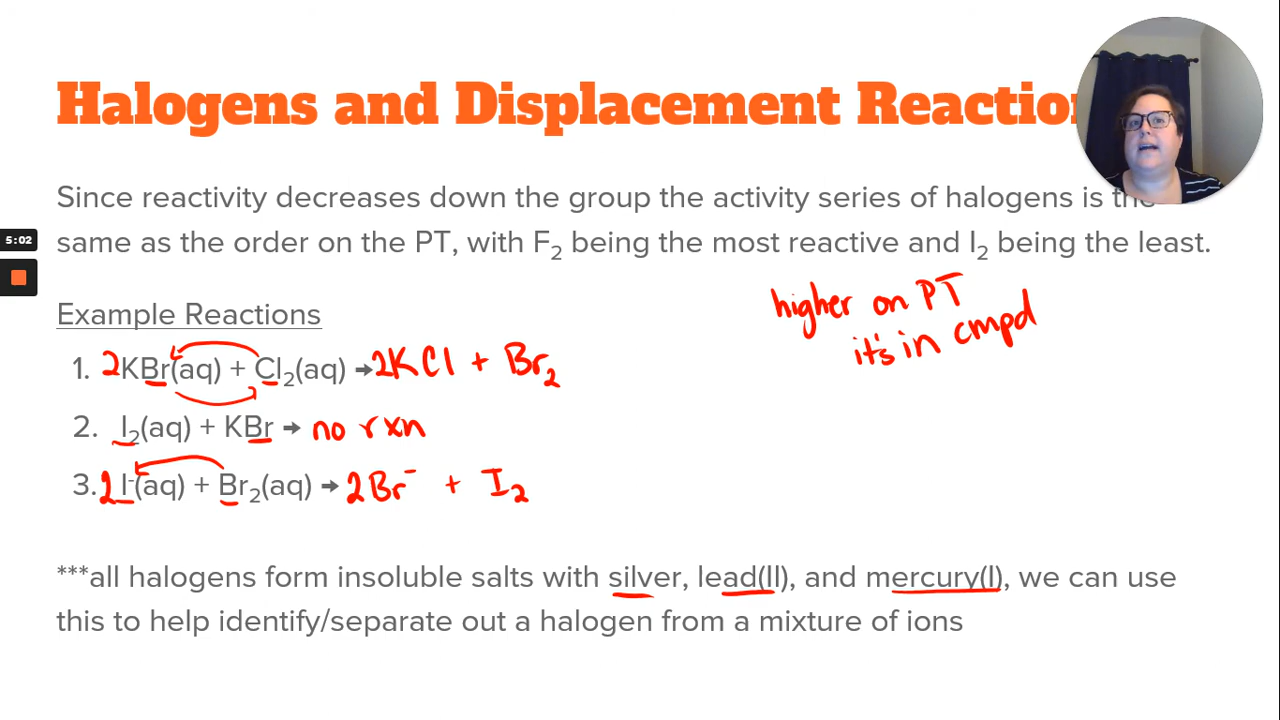 Halogens and Displacement Reaction
Since reactivity decreases down the group the activity series of halogens is the
same as the order on the PT, with F₂ being the most reactive and I₂ being the least.
5:02
higher on PT
it's in cmpd
Example Reactions
1. 2KBr(aq) + Cl₂(aq) → 2KCl + Br₂
2. I₂(aq) + KBr → no rxn
3. 2I⁻(aq) + Br₂(aq) → 2Br⁻ + I₂
***all halogens form insoluble salts with silver, lead(II), and mercury(I), we can use
this to help identify/separate out a halogen from a mixture of ions